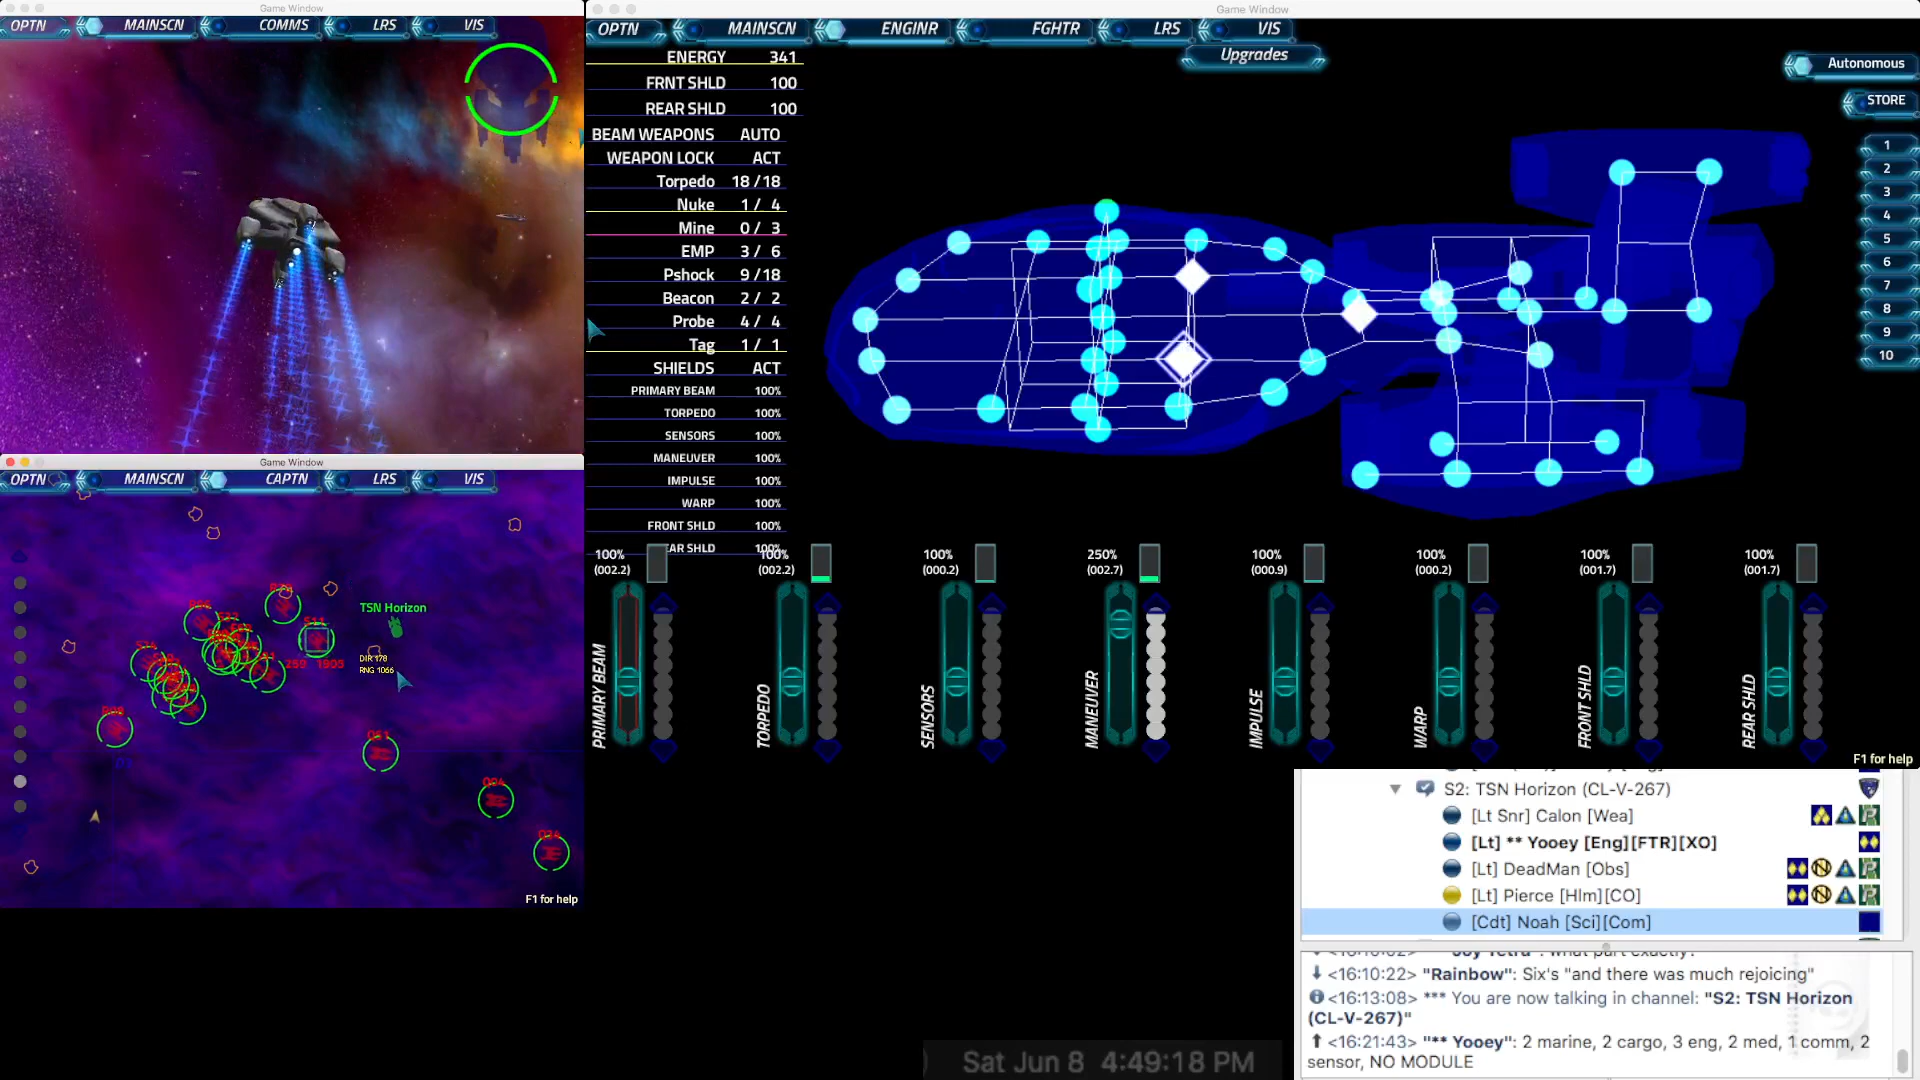 Game Window
OPTN MAINSCN COMMS LRS VIS
Game Window
OPTN MAINSCN ENGINR FGHTR LRS VIS
Upgrades
Autonomous
STORE
1
2
3
4
5
6
7
8
9
10
ENERGY 341
FRNT SHLD 100
REAR SHLD 100
BEAM WEAPONS AUTO
WEAPON LOCK ACT
Torpedo 18 / 18
Nuke 1 / 4
Mine 0 / 3
EMP 3 / 6
Pshock 9 / 18
Beacon 2 / 2
Probe 4 / 4
Tag 1 / 1
SHIELDS ACT
PRIMARY BEAM 100%
TORPEDO 100%
SENSORS 100%
MANEUVER 100%
IMPULSE 100%
WARP 100%
FRONT SHLD 100%
EAR SHLD 100%
100% 100% 100% 250% 100% 100% 100% 100%
(002.2) (002.2) (000.2) (002.7) (000.9) (000.2) (001.7) (001.7)
PRIMARY BEAM
TORPEDO
SENSORS
MANEUVER
IMPULSE
WARP
FRONT SHLD
REAR SHLD
F1 for help
Game Window
OPTN MAINSCN CAPTN LRS VIS
TSN Horizon
DIR 178
RNG 1066
259 1905
F1 for help
S2: TSN Horizon (CL-V-267)
[Lt Snr] Calon [Wea]
[Lt] ** Yooey [Eng][FTR][XO]
[Lt] DeadMan [Obs]
[Lt] Pierce [Hlm][CO]
[Cdt] Noah [Sci][Com]
<16:10:22> "Rainbow": Six's "and there was much rejoicing"
<16:13:08> *** You are now talking in channel: "S2: TSN Horizon
(CL-V-267)"
<16:21:43> "** Yooey": 2 marine, 2 cargo, 3 eng, 2 med, 1 comm, 2
sensor, NO MODULE
Sat Jun 8 4:49:18 PM